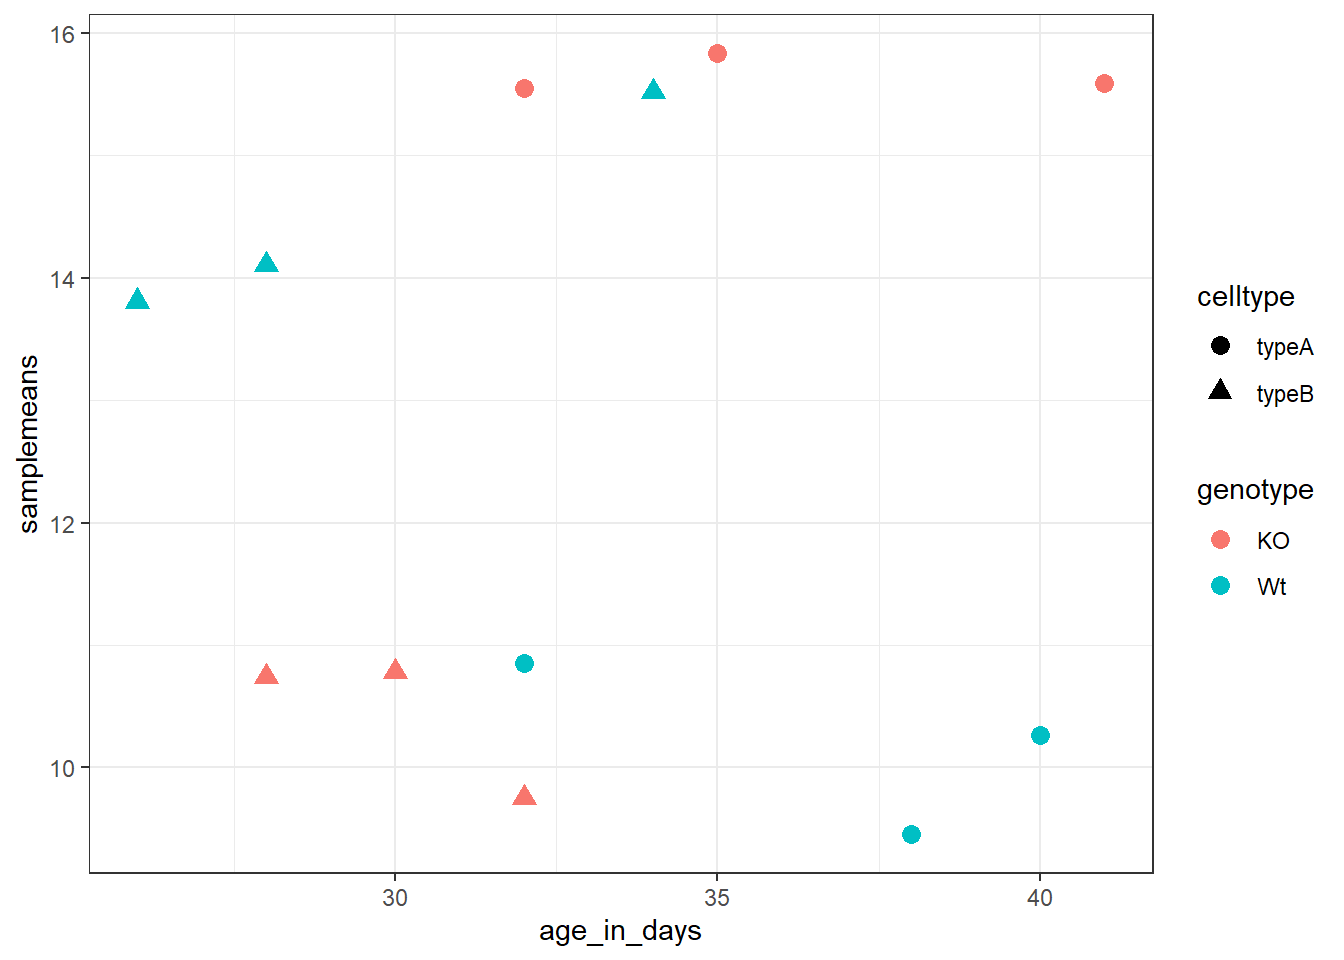 16
14
12
10
samplemeans
30 35 40
age_in_days
celltype
typeA
typeB
genotype
KO
Wt